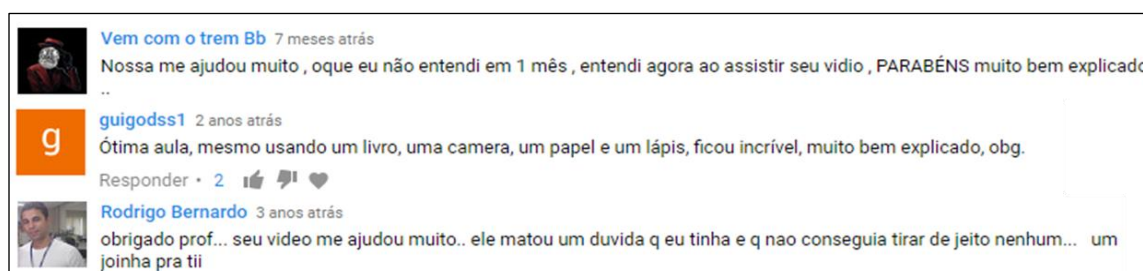 Vem com o trem Bb 7 meses atrás
Nossa me ajudou muito , oque eu não entendi em 1 mês , entendi agora ao assistir seu vidio , PARABÉNS muito bem explicado
..
g
guigodss1 2 anos atrás
Ótima aula, mesmo usando um livro, uma camera, um papel e um lápis, ficou incrível, muito bem explicado, obg.
Responder • 2
Rodrigo Bernardo 3 anos atrás
obrigado prof... seu video me ajudou muito.. ele matou um duvida q eu tinha e q nao conseguia tirar de jeito nenhum... um
joinha pra tii